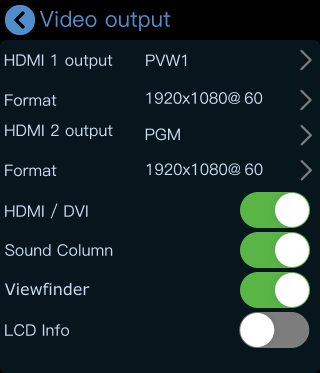 Video output
HDMI 1 output PVW1
Format 1920x1080@60
HDMI 2 output PGM
Format 1920x1080@60
HDMI / DVI
Sound Column
Viewfinder
LCD Info